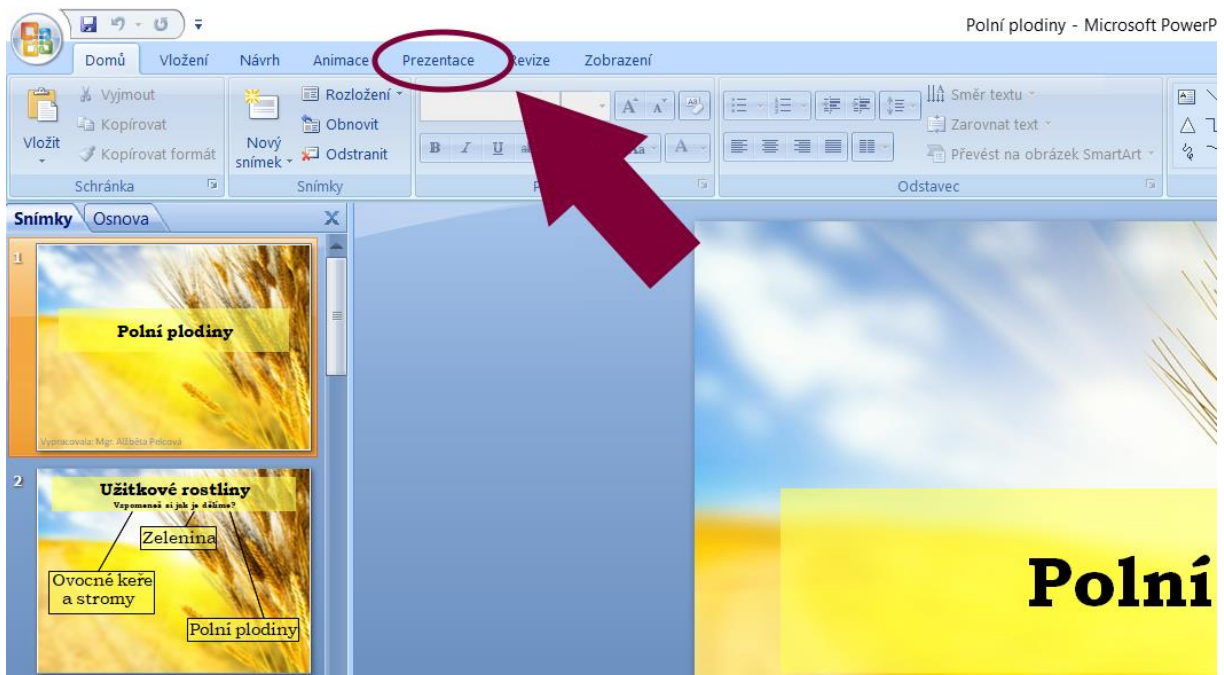 Polní plodiny - Microsoft PowerP
Domů Vložení Návrh Animace Prezentace Revize Zobrazení
Vložit
Vyjmout
Kopírovat
Kopírovat formát
Schránka
Nový
snímek
Rozložení
Obnovit
Odstranit
Snímky
B I U
Aa A
Směr textu
Zarovnat text
Převést na obrázek SmartArt
Odstavec
Snímky Osnova X
1
Polní plodiny
Vypracovala: Mgr. Alžběta Pelcová
2
Užitkové rostliny
Vzpomeneš si jak je dělíme?
Zelenina
Ovocné keře
a stromy
Polní plodiny
Polní